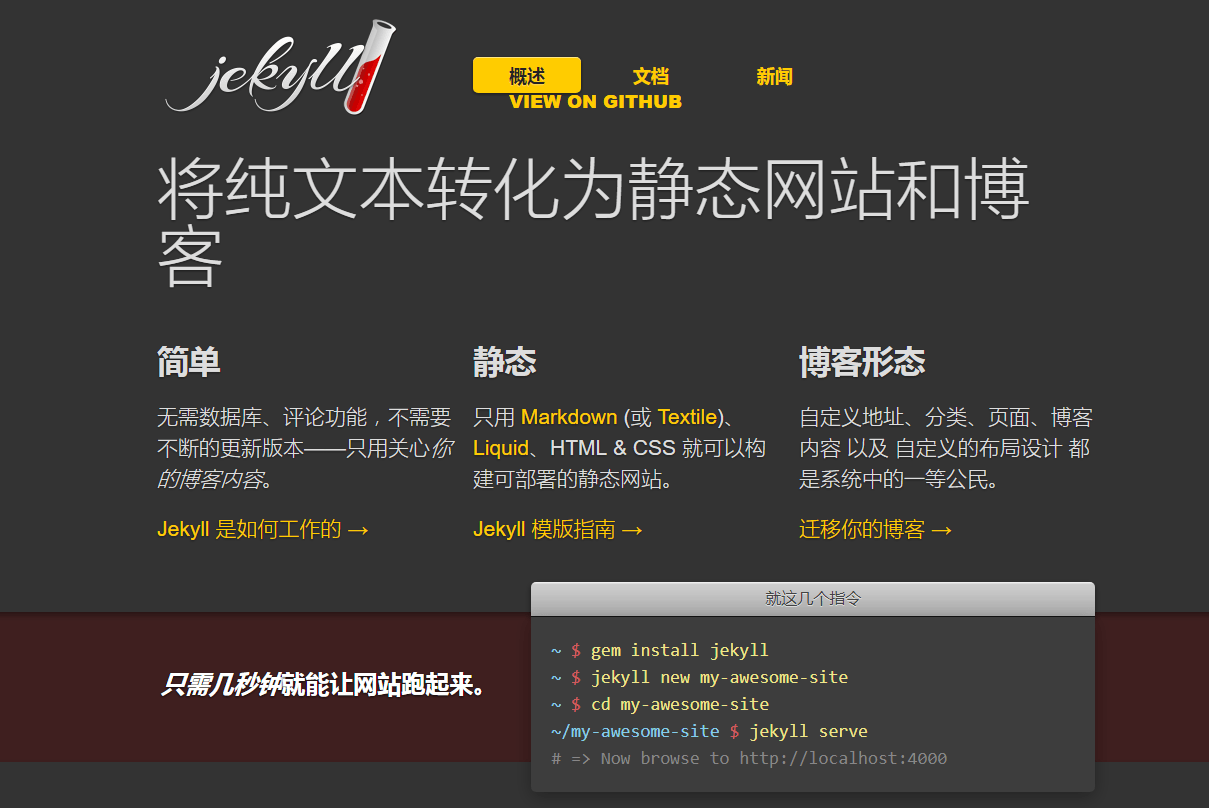 jekyll
概述 文档 新闻
VIEW ON GITHUB
将纯文本转化为静态网站和博
客
简单
无需数据库、评论功能，不需要
不断的更新版本——只用关心你
的博客内容。
Jekyll 是如何工作的 →
静态
只用 Markdown (或 Textile)、
Liquid、HTML & CSS 就可以构
建可部署的静态网站。
Jekyll 模版指南 →
博客形态
自定义地址、分类、页面、博客
内容 以及 自定义的布局设计 都
是系统中的一等公民。
迁移你的博客 →
只需几秒钟就能让网站跑起来。
就这几个指令
~ $ gem install jekyll
~ $ jekyll new my-awesome-site
~ $ cd my-awesome-site
~/my-awesome-site $ jekyll serve
# => Now browse to http://localhost:4000